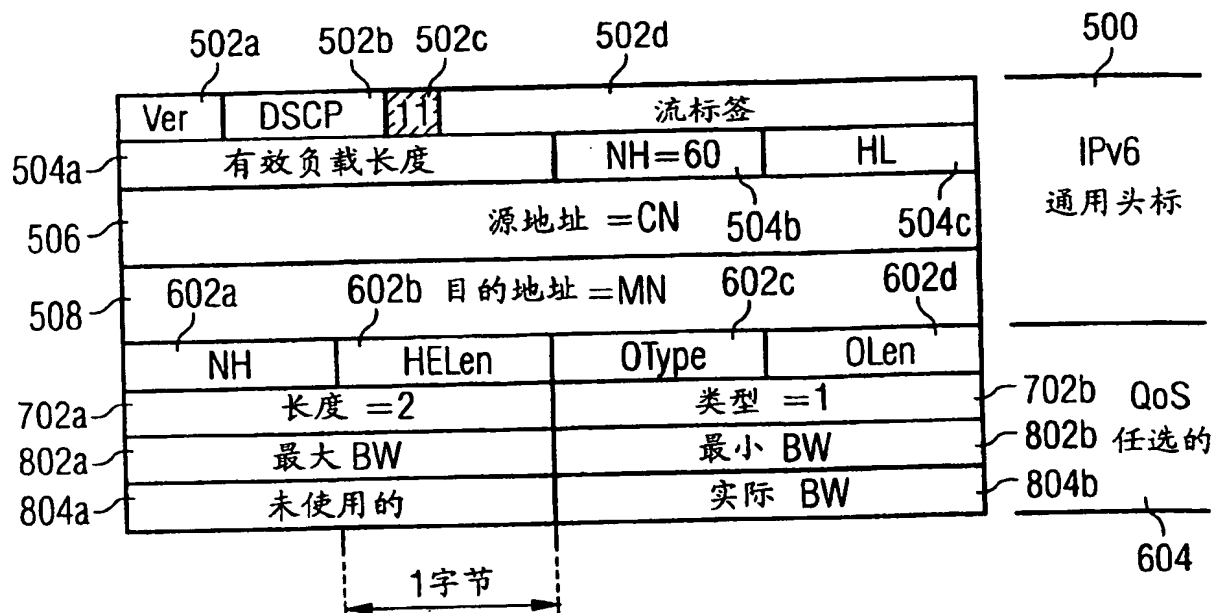 502a 502b 502c 502d 500
Ver DSCP 11 流标签
504a 有效负载长度 NH=60 HL
IPv6
通用头标
506 源地址 =CN 504b 504c
508 602a 602b 目的地址 =MN 602c 602d
NH HELen OType OLen
702a 长度 =2 类型 =1 702b QoS
802a 最大 BW 最小 BW 802b 任选的
804a 未使用的 实际 BW 804b
604
1字节